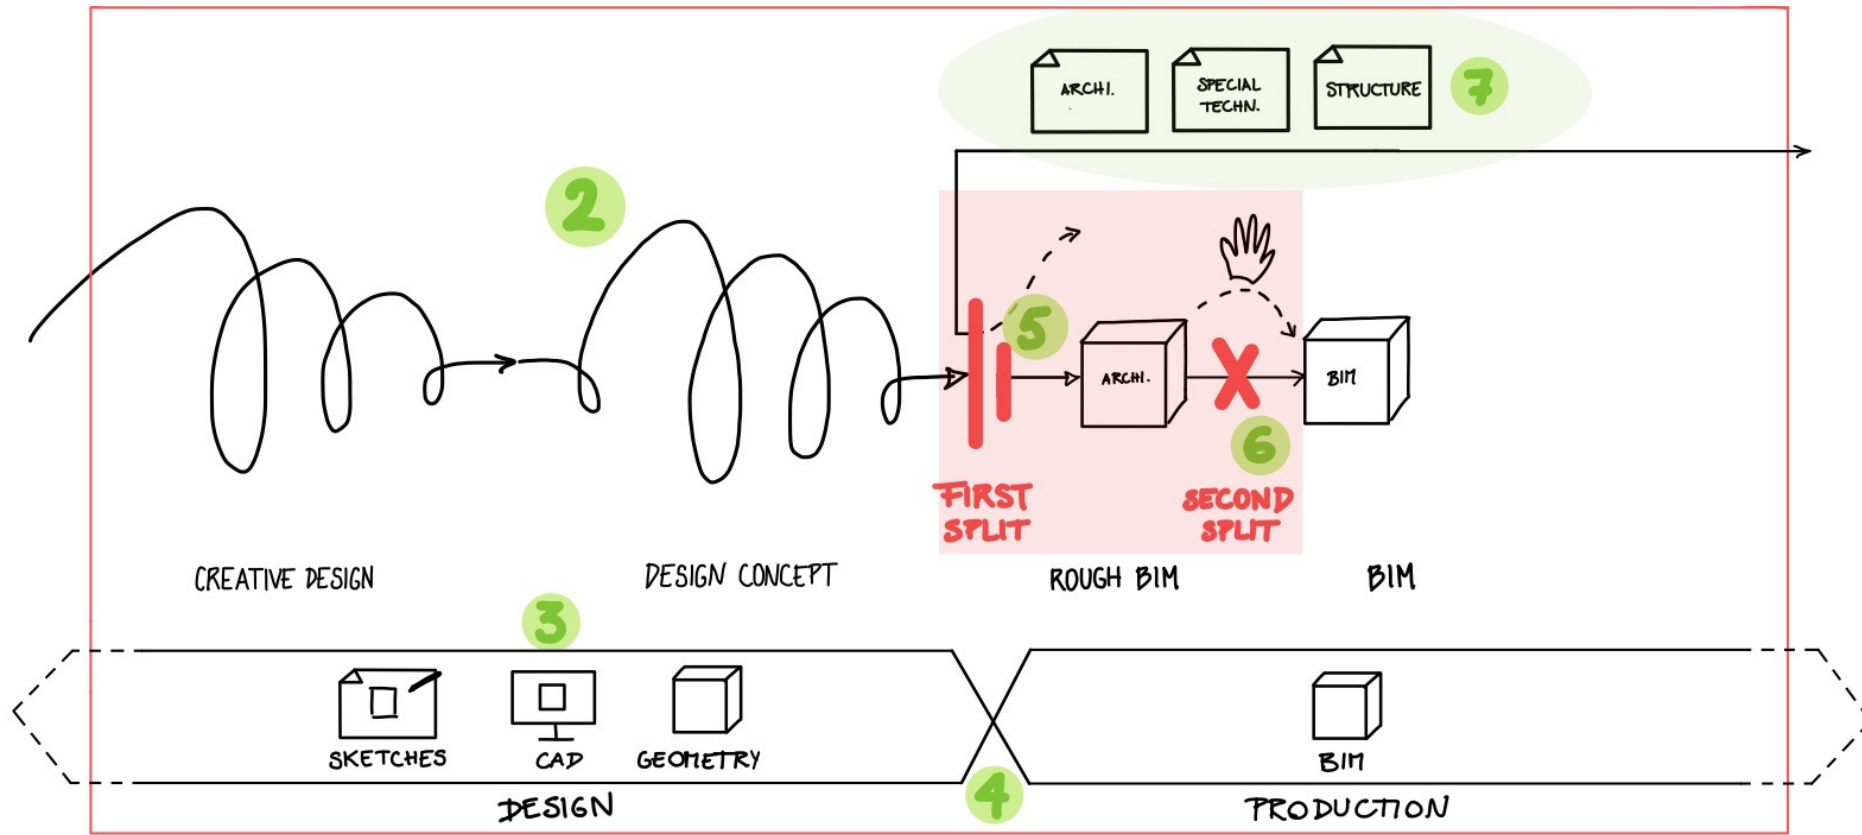 ARCHI.
SPECIAL
TECHN.
STRUCTURE
7
2
5
ARCHI.
BIM
6
FIRST
SPLIT
SECOND
SPLIT
CREATIVE DESIGN
DESIGN CONCEPT
ROUGH BIM
BIM
3
SKETCHES
CAD
GEOMETRY
BIM
4
DESIGN
PRODUCTION